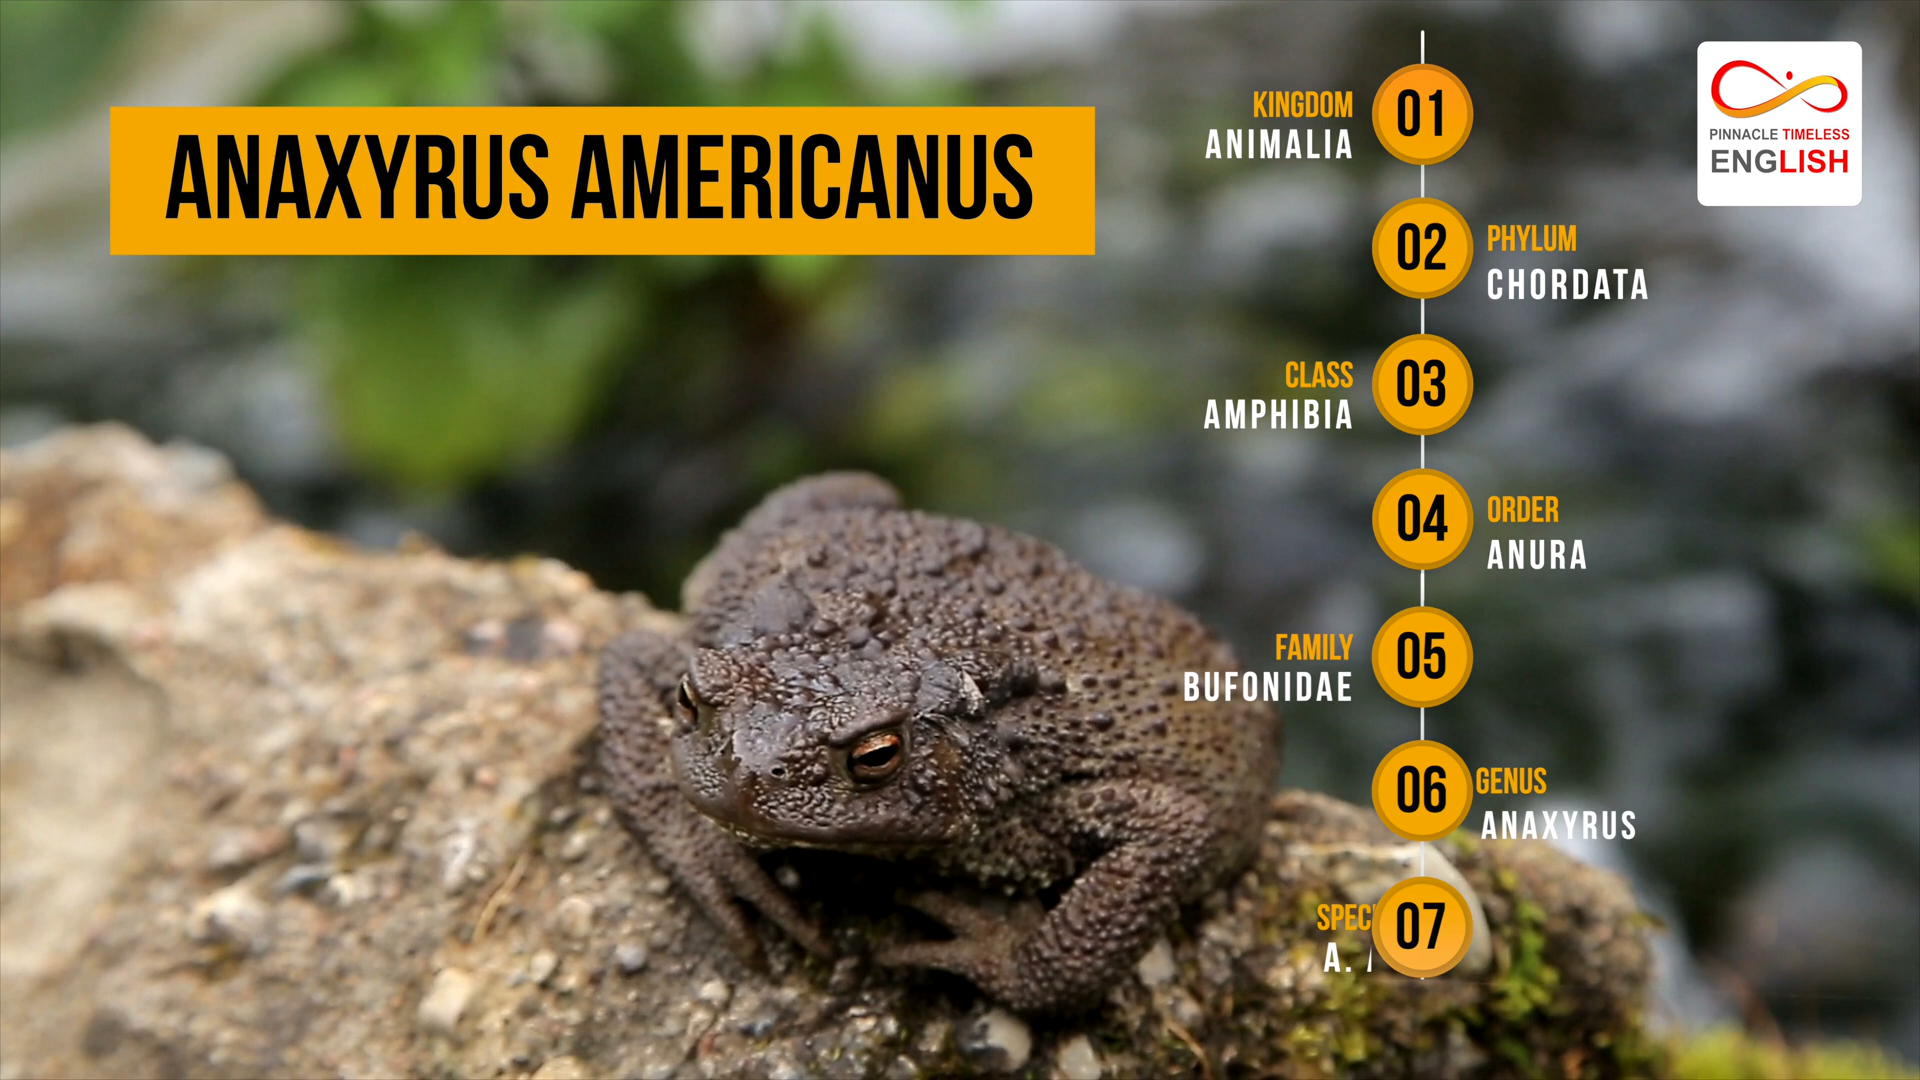 ANAXYRUS AMERICANUS
KINGDOM
ANIMALIA
01
02
PHYLUM
CHORDATA
CLASS
AMPHIBIA
03
04
ORDER
ANURA
FAMILY
BUFONIDAE
05
06
GENUS
ANAXYRUS
07
A.
PINNACLE TIMELESS
ENGLISH